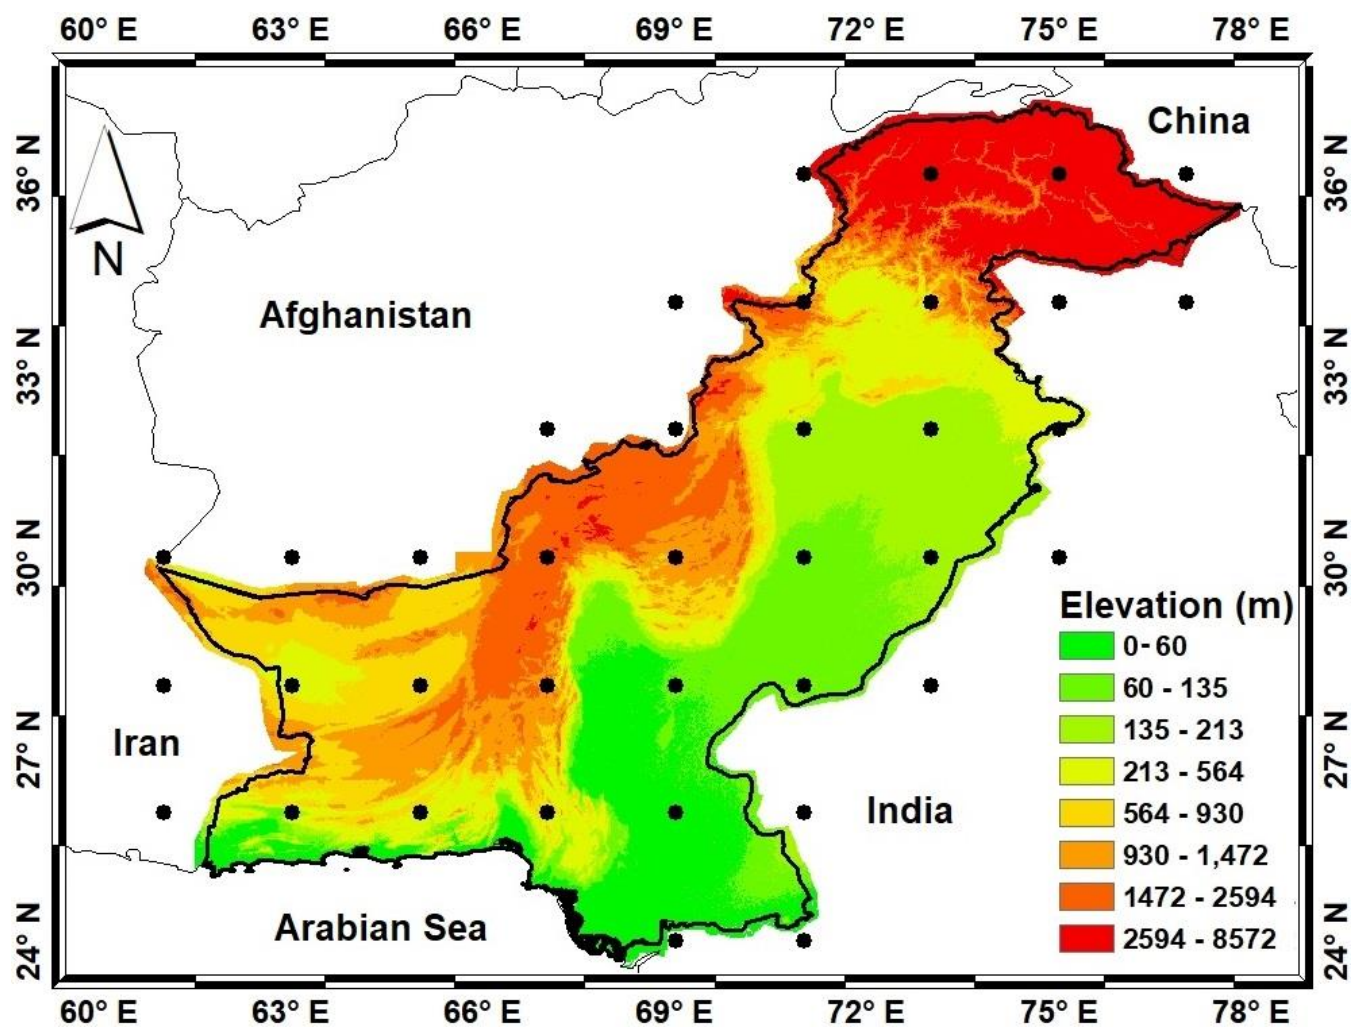 60° E 63° E 66° E 69° E 72° E 75° E 78° E
China
36° N
36° N
N
Afghanistan
33° N
33° N
30° N
30° N
Elevation (m)
0-60
60 - 135
135 - 213
213 - 564
564 - 930
930 - 1,472
1472 - 2594
2594 - 8572
Iran
27° N
27° N
India
Arabian Sea
24° N
24° N
60° E 63° E 66° E 69° E 72° E 75° E 78° E